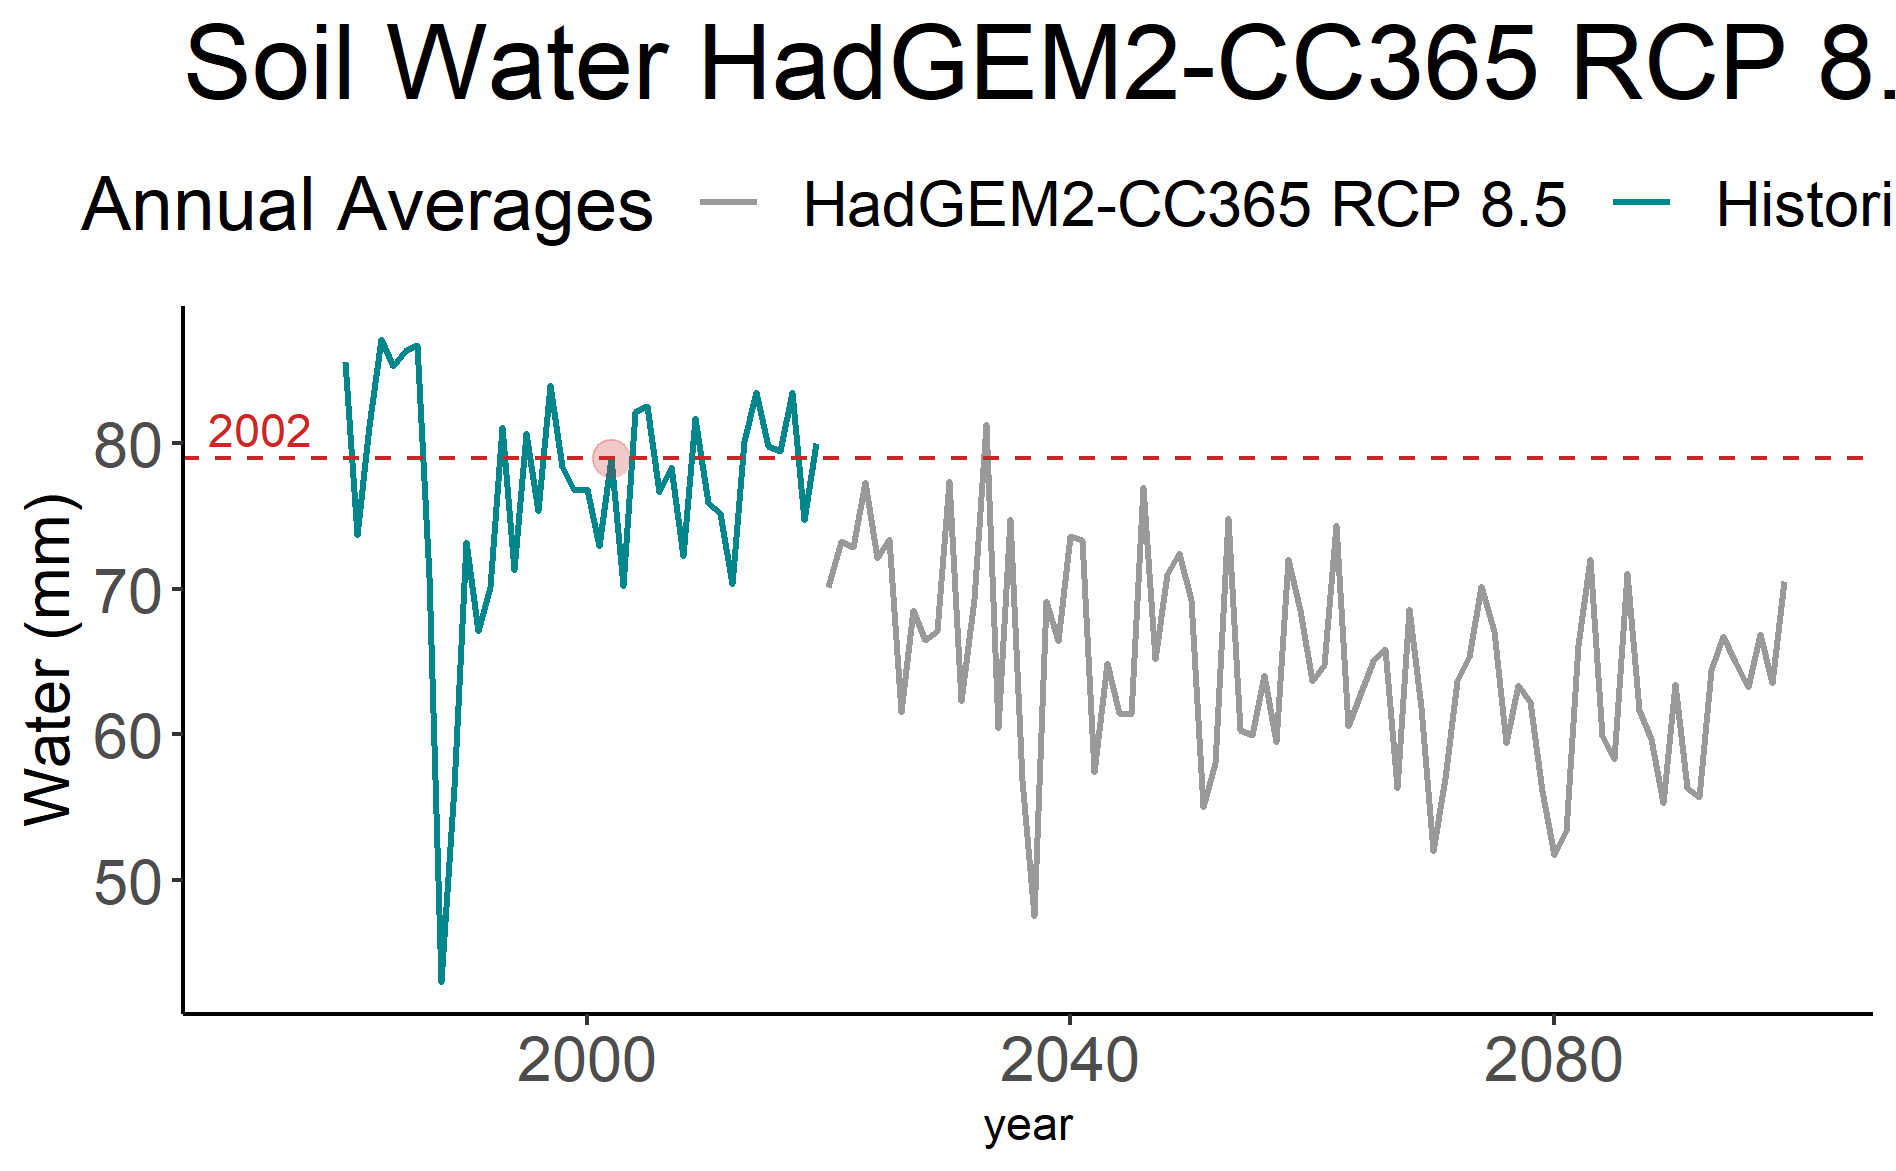 Soil Water HadGEM2-CC365 RCP 8.
Annual Averages HadGEM2-CC365 RCP 8.5 Histori
2002
80
70
60
50
Water (mm)
2000 2040 2080
year